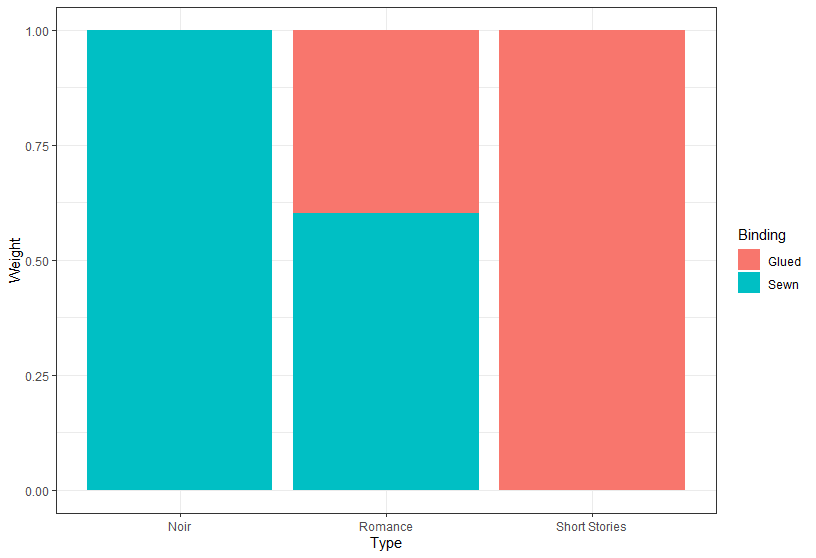 Weight
1.00
0.75
0.50
0.25
0.00
Noir
Romance
Short Stories
Type
Binding
Glued
Sewn